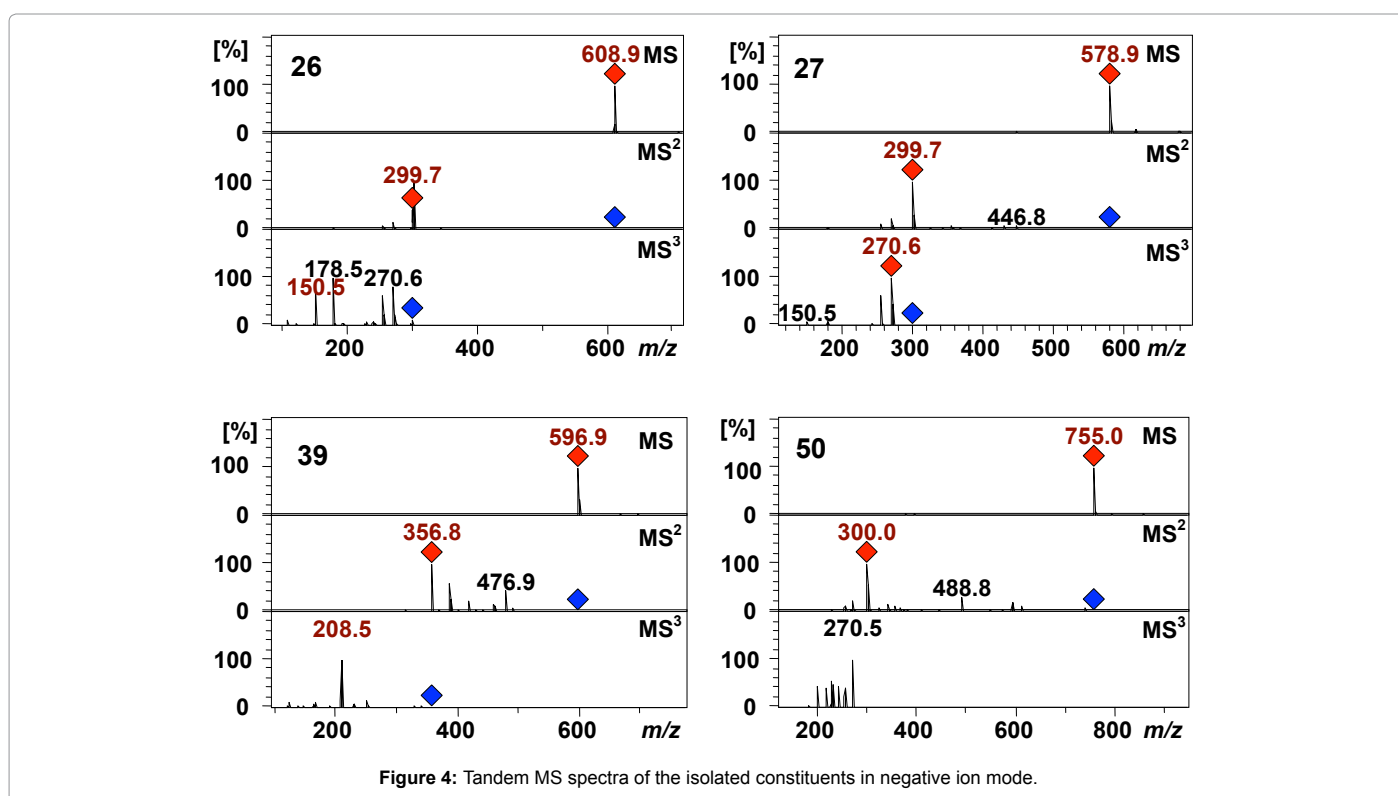 [%] 26 608.9 MS
100
0
299.7 MS²
100
0
178.5 MS³
150.5 270.6
100
0
200 400 600 m/z
27 578.9 MS
100
0
299.7 MS²
100
446.8
0
270.6 MS³
100
150.5
0
200 300 400 500 600 m/z
[%] 39 596.9 MS
100
0
356.8 MS²
100
476.9
0
208.5 MS³
100
0
200 400 600 m/z
[%] 50 755.0 MS
100
0
300.0 MS²
100
488.8
0
270.5 MS³
100
0
200 400 600 800 m/z
Figure 4: Tandem MS spectra of the isolated constituents in negative ion mode.